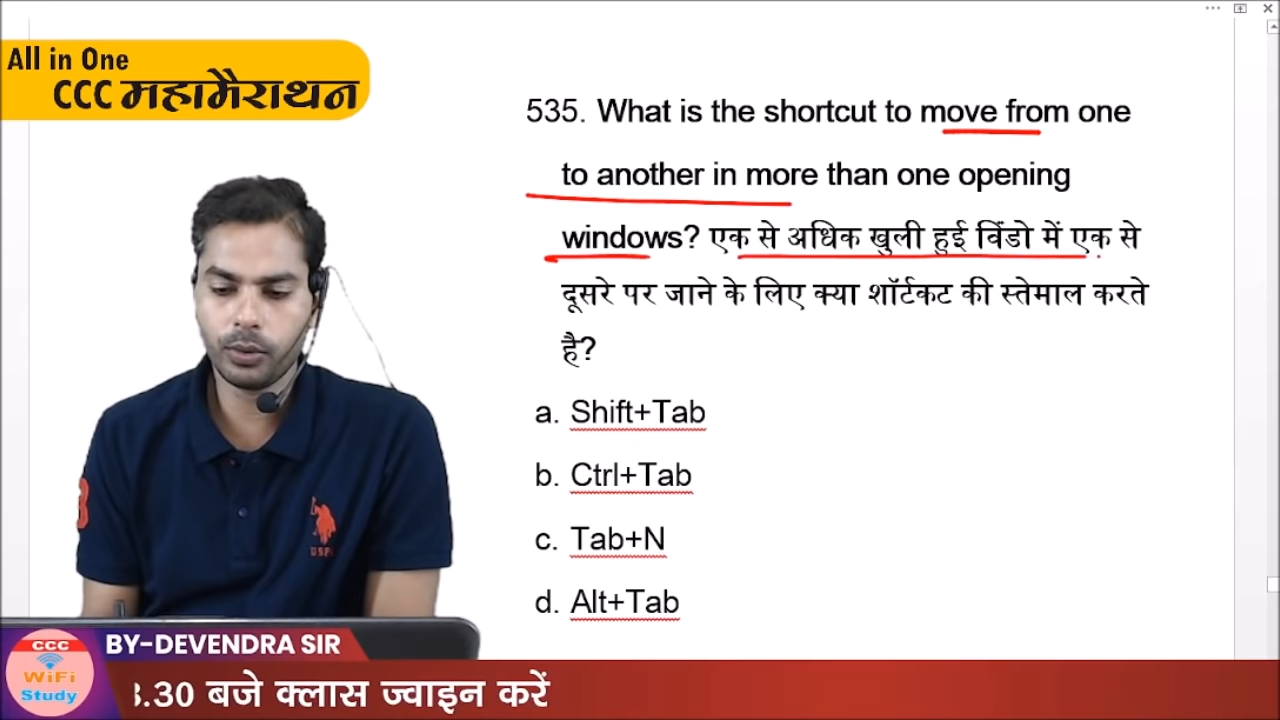 All in One
CCC महामैराथन
535. What is the shortcut to move from one
to another in more than one opening
windows? एक से अधिक खुली हुई विंडो में एक से
दूसरे पर जाने के लिए क्या शॉर्टकट की स्तेमाल करते
है?
a. Shift+Tab
b. Ctrl+Tab
c. Tab+N
d. Alt+Tab
3
BY-DEVENDRA SIR
CCC
WiFi
Study
.30 बजे क्लास ज्वाइन करें